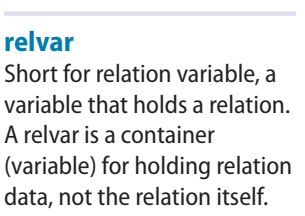 relvar
Short for relation variable, a
variable that holds a relation.
A relvar is a container
(variable) for holding relation
data, not the relation itself.